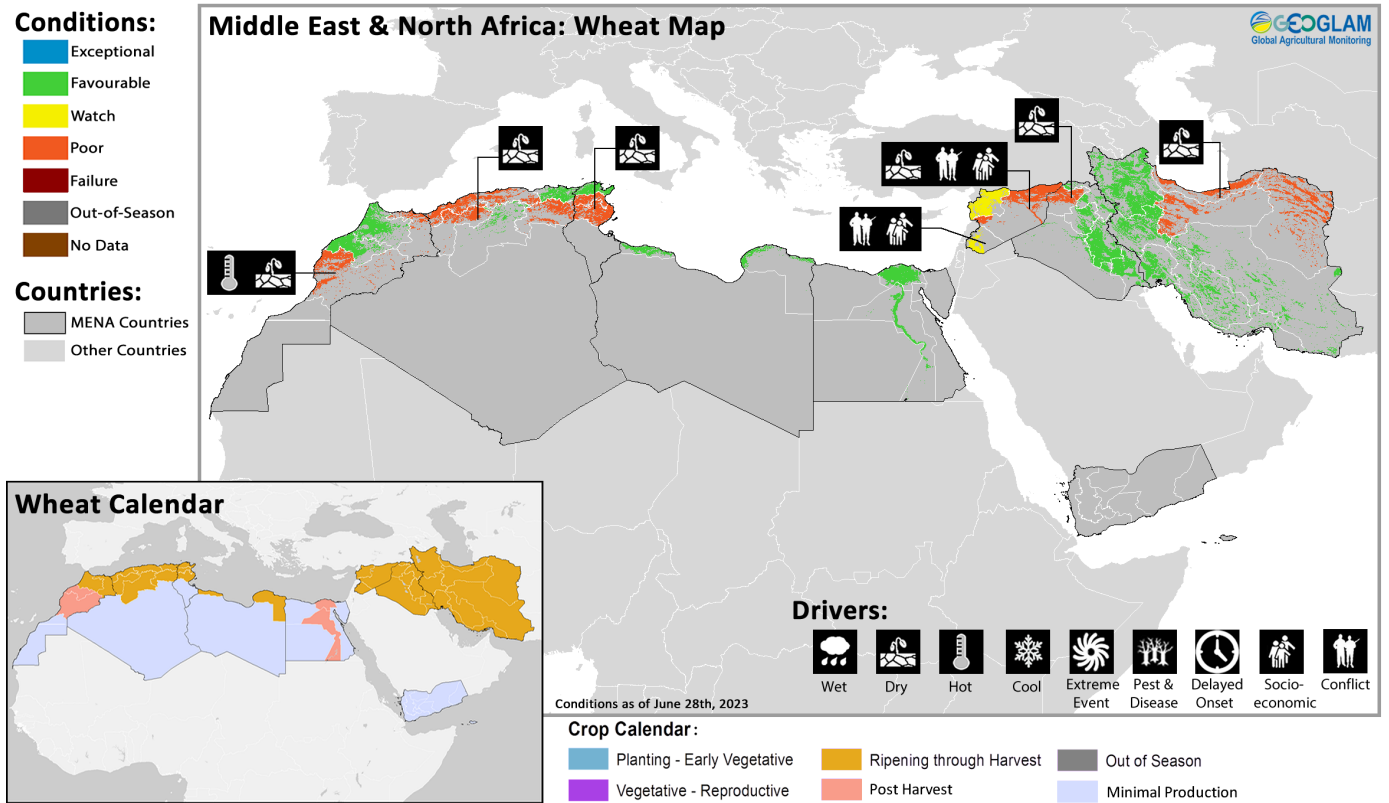 Conditions:
Exceptional
Favourable
Watch
Poor
Failure
Out-of-Season
No Data
Countries:
MENA Countries
Other Countries
Middle East & North Africa: Wheat Map
GEOGLAM
Global Agricultural Monitoring
Wheat Calendar
Drivers:
Wet
Dry
Hot
Cool
Extreme
Event
Pest &
Disease
Delayed
Onset
Socio-
economic
Conflict
Conditions as of June 28th, 2023
Crop Calendar:
Planting - Early Vegetative
Ripening through Harvest
Out of Season
Vegetative - Reproductive
Post Harvest
Minimal Production